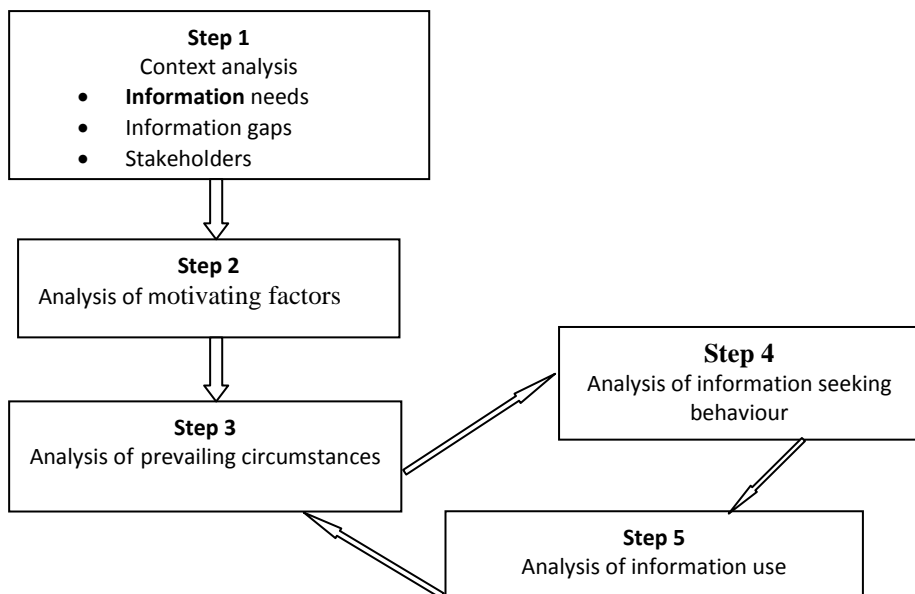 Step 1
Context analysis
• Information needs
• Information gaps
• Stakeholders
Step 2
Analysis of motivating factors
Step 3
Analysis of prevailing circumstances
Step 4
Analysis of information seeking
behaviour
Step 5
Analysis of information use